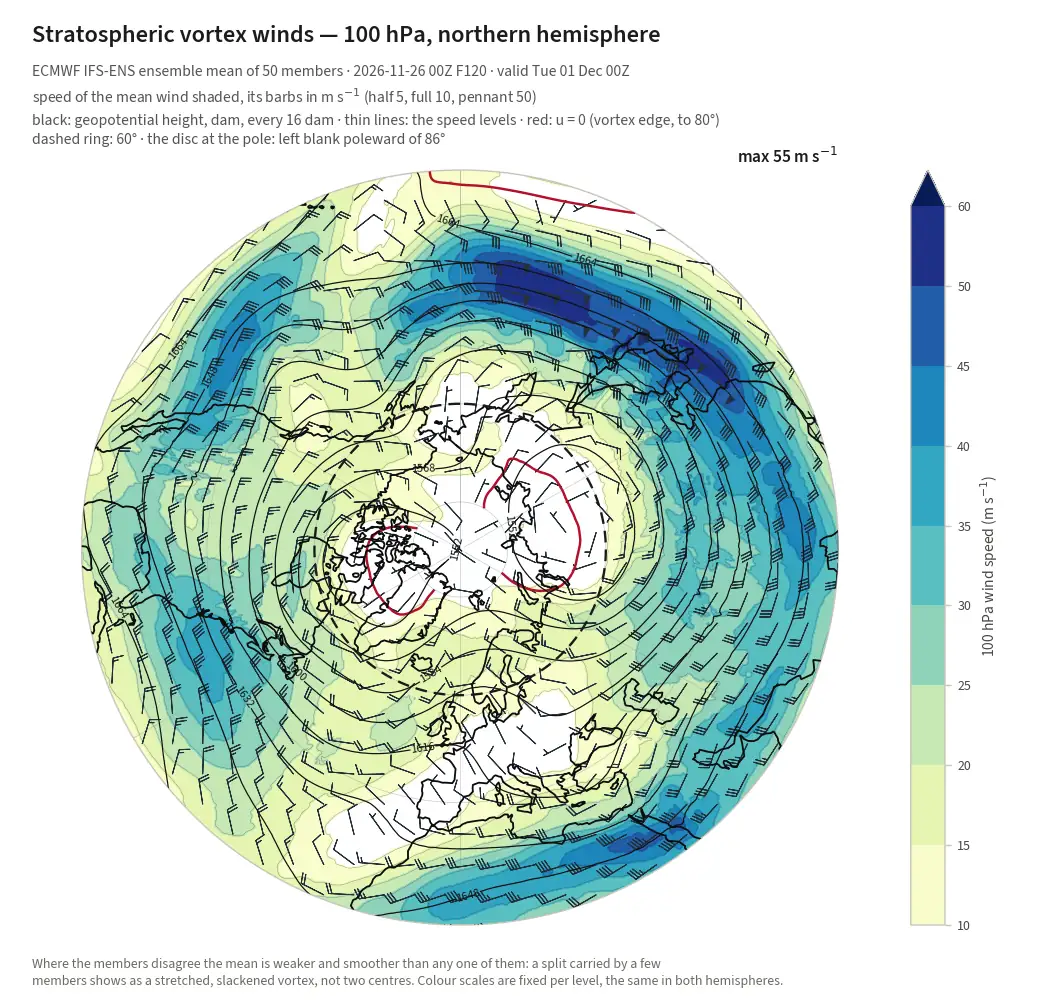 Stratospheric vortex winds — 100 hPa, northern hemisphere
ECMWF IFS-ENS ensemble mean of 50 members · 2026-11-26 00Z F120 · valid Tue 01 Dec 00Z
speed of the mean wind shaded, its barbs in m s⁻¹ (half 5, full 10, pennant 50)
black: geopotential height, dam, every 16 dam · thin lines: the speed levels · red: u = 0 (vortex edge, to 80°)
dashed ring: 60° · the disc at the pole: left blank poleward of 86°
max 55 m s⁻¹
60
50
45
40
35
30
25
20
15
10
100 hPa wind speed (m s⁻¹)
1664
1664
1648
1568
1552
1632
1616
1648
Where the members disagree the mean is weaker and smoother than any one of them: a split carried by a few
members shows as a stretched, slackened vortex, not two centres. Colour scales are fixed per level, the same in both hemispheres.